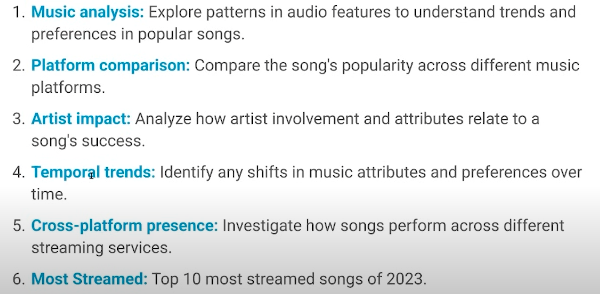 1. Music analysis: Explore patterns in audio features to understand trends and
preferences in popular songs.
2. Platform comparison: Compare the song's popularity across different music
platforms.
3. Artist impact: Analyze how artist involvement and attributes relate to a
song's success.
4. Temporal trends: Identify any shifts in music attributes and preferences over
time.
5. Cross-platform presence: Investigate how songs perform across different
streaming services.
6. Most Streamed: Top 10 most streamed songs of 2023.